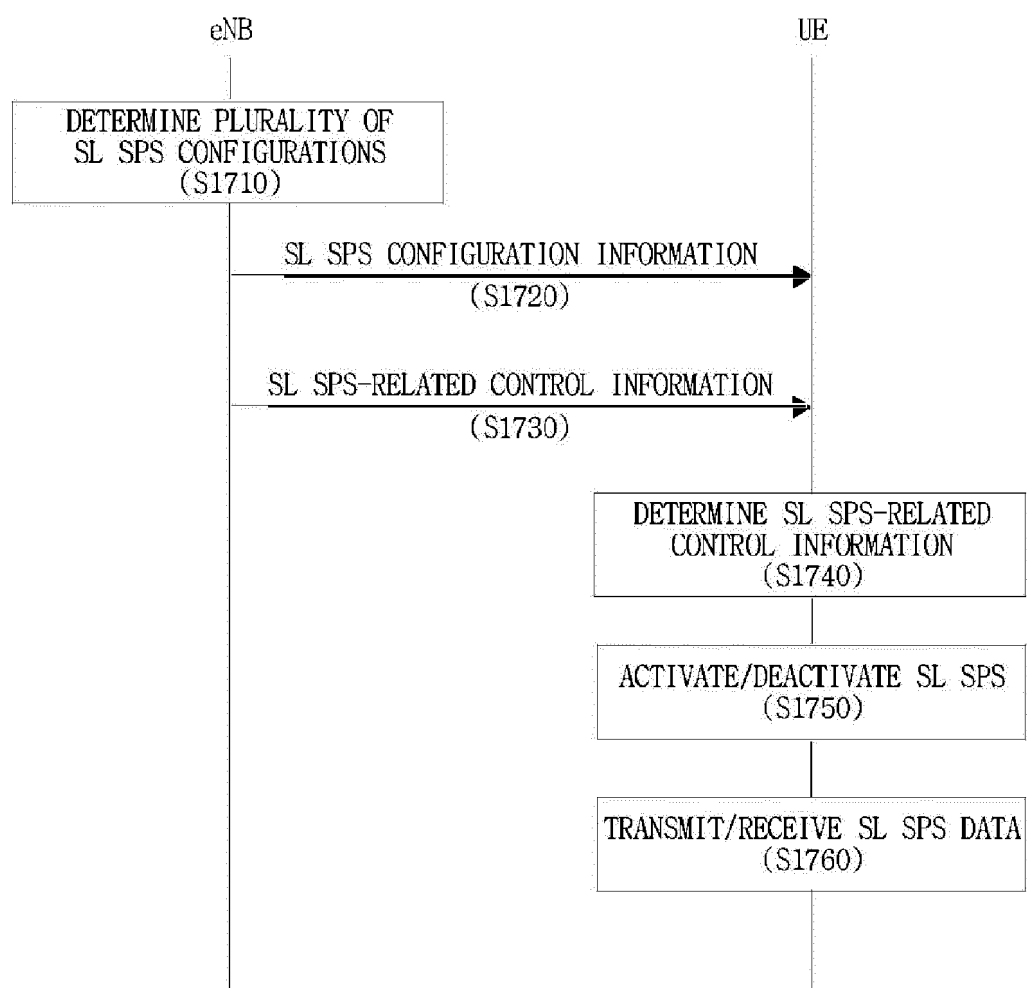 eNB
UE
DETERMINE PLURALITY OF
SL SPS CONFIGURATIONS
(S1710)
SL SPS CONFIGURATION INFORMATION
(S1720)
SL SPS-RELATED CONTROL INFORMATION
(S1730)
DETERMINE SL SPS-RELATED
CONTROL INFORMATION
(S1740)
ACTIVATE/DEACTIVATE SL SPS
(S1750)
TRANSMIT/RECEIVE SL SPS DATA
(S1760)